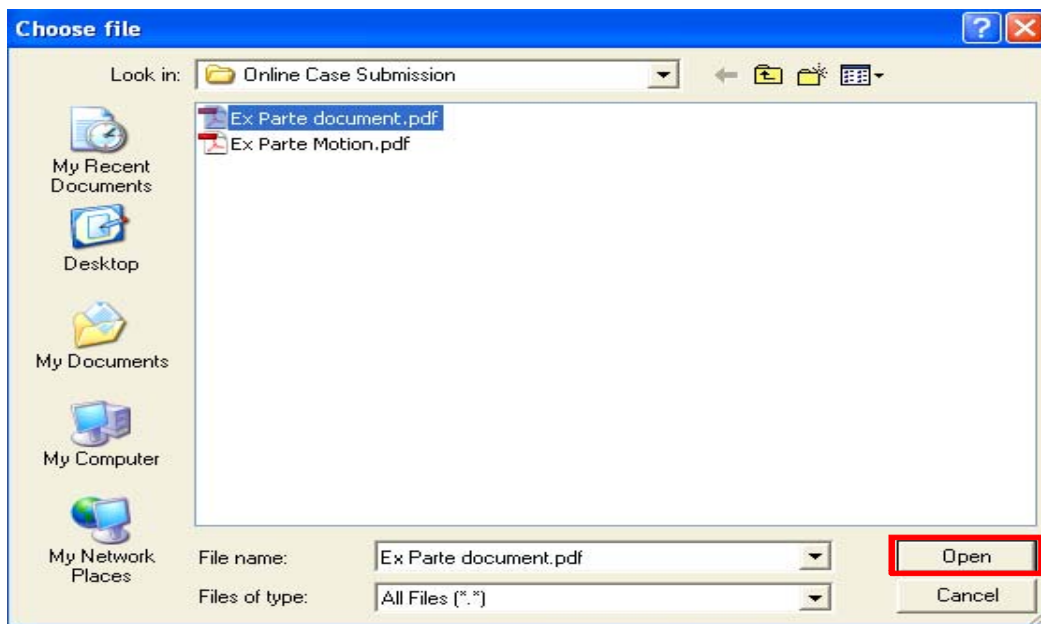 Choose file
Look in: Online Case Submission
Ex Parte document.pdf
Ex Parte Motion.pdf
My Recent
Documents
Desktop
My Documents
My Computer
My Network
Places
File name: Ex Parte document.pdf Open
Files of type: All Files (*.*) Cancel